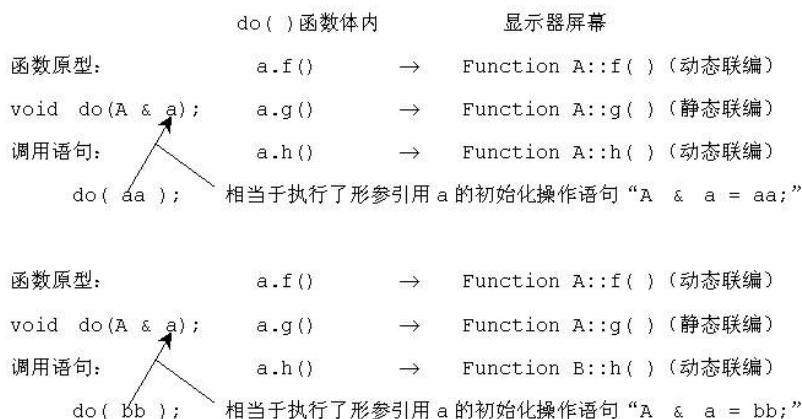 do( )函数体内 显示器屏幕
函数原型: a.f() → Function A::f( )(动态联编)
void do(A & a); a.g() → Function A::g( )(静态联编)
调用语句: a.h() → Function A::h( )(动态联编)
do( aa ); 相当于执行了形参引用 a 的初始化操作语句“A & a = aa;”
函数原型: a.f() → Function A::f( )(动态联编)
void do(A & a); a.g() → Function A::g( )(静态联编)
调用语句: a.h() → Function B::h( )(动态联编)
do( bb ); 相当于执行了形参引用 a 的初始化操作语句“A & a = bb;”